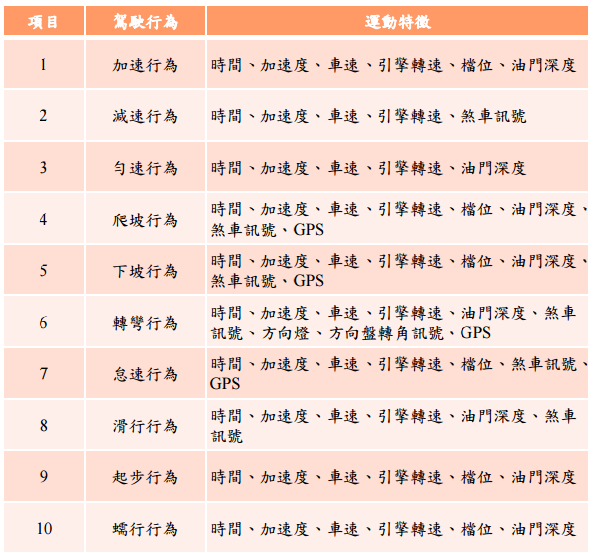 項目 駕駛行為 運動特徵
1 加速行為 時間、加速度、車速、引擎轉速、檔位、油門深度
2 減速行為 時間、加速度、車速、引擎轉速、煞車訊號
3 勻速行為 時間、加速度、車速、引擎轉速、油門深度
4 爬坡行為 時間、加速度、車速、引擎轉速、檔位、油門深度、
煞車訊號、GPS
5 下坡行為 時間、加速度、車速、引擎轉速、檔位、油門深度、
煞車訊號、GPS
6 轉彎行為 時間、加速度、車速、引擎轉速、油門深度、煞車
訊號、方向燈、方向盤轉角訊號、GPS
7 怠速行為 時間、加速度、車速、引擎轉速、檔位、煞車訊號、
GPS
8 滑行行為 時間、加速度、車速、引擎轉速、油門深度、煞車
訊號
9 起步行為 時間、加速度、車速、引擎轉速、檔位、油門深度
10 蠕行行為 時間、加速度、車速、引擎轉速、檔位、油門深度